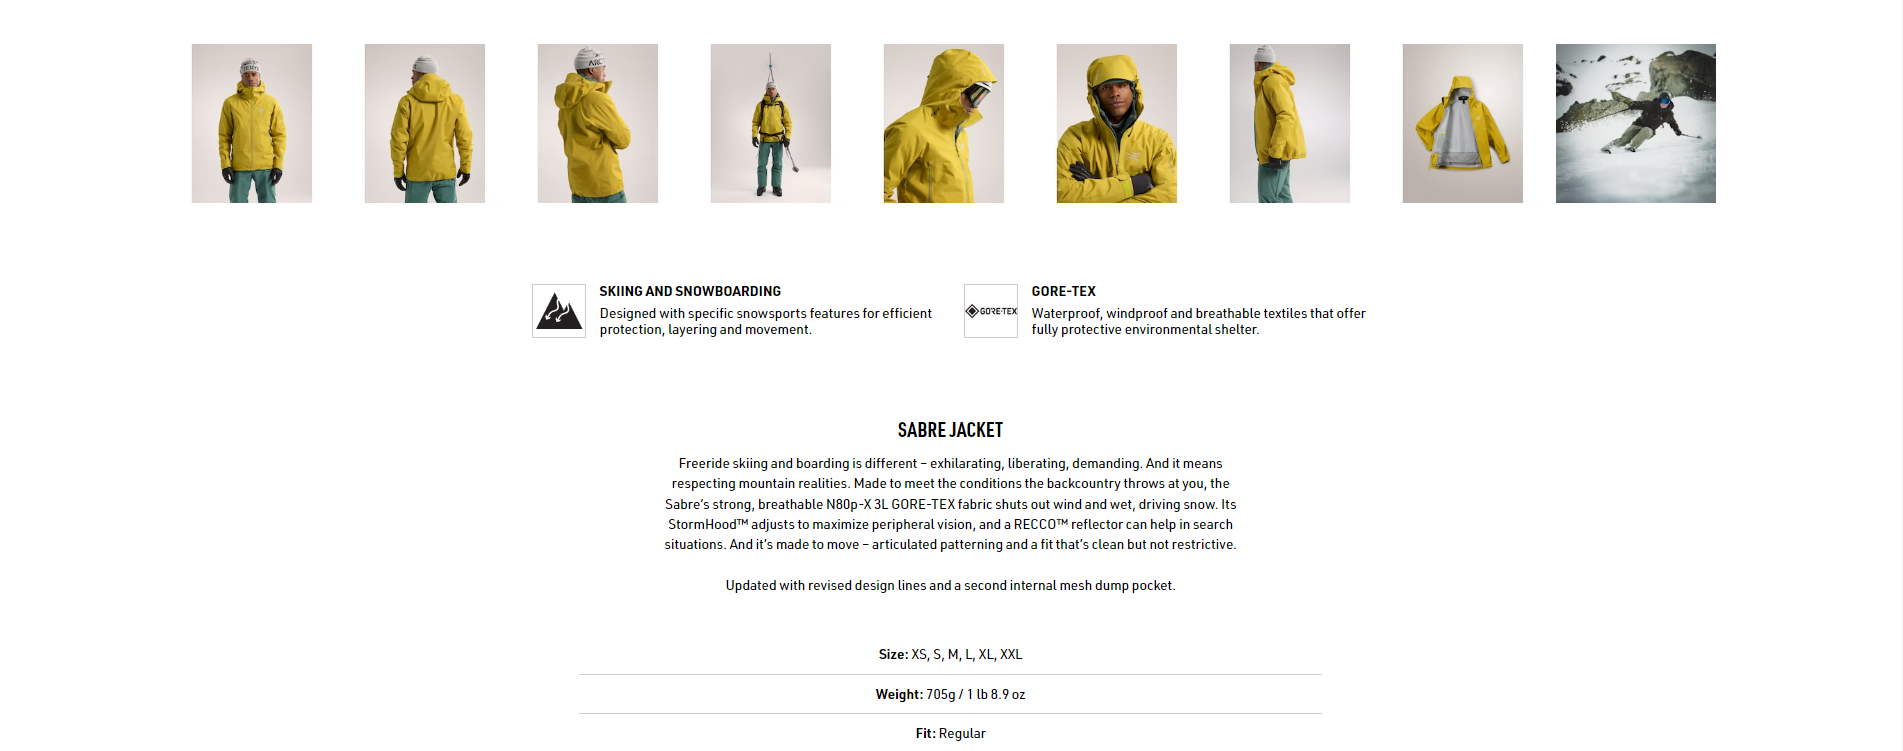 ARC
GORE-TEX
SKIING AND SNOWBOARDING
Designed with specific snowsports features for efficient
protection, layering and movement.
GORE-TEX
Waterproof, windproof and breathable textiles that offer
fully protective environmental shelter.
SABRE JACKET
Freeride skiing and boarding is different – exhilarating, liberating, demanding. And it means
respecting mountain realities. Made to meet the conditions the backcountry throws at you, the
Sabre's strong, breathable N80p-X 3L GORE-TEX fabric shuts out wind and wet, driving snow. Its
StormHood™ adjusts to maximize peripheral vision, and a RECCO™ reflector can help in search
situations. And it's made to move – articulated patterning and a fit that's clean but not restrictive.
Updated with revised design lines and a second internal mesh dump pocket.
Size: XS, S, M, L, XL, XXL
Weight: 705g / 1 lb 8.9 oz
Fit: Regular